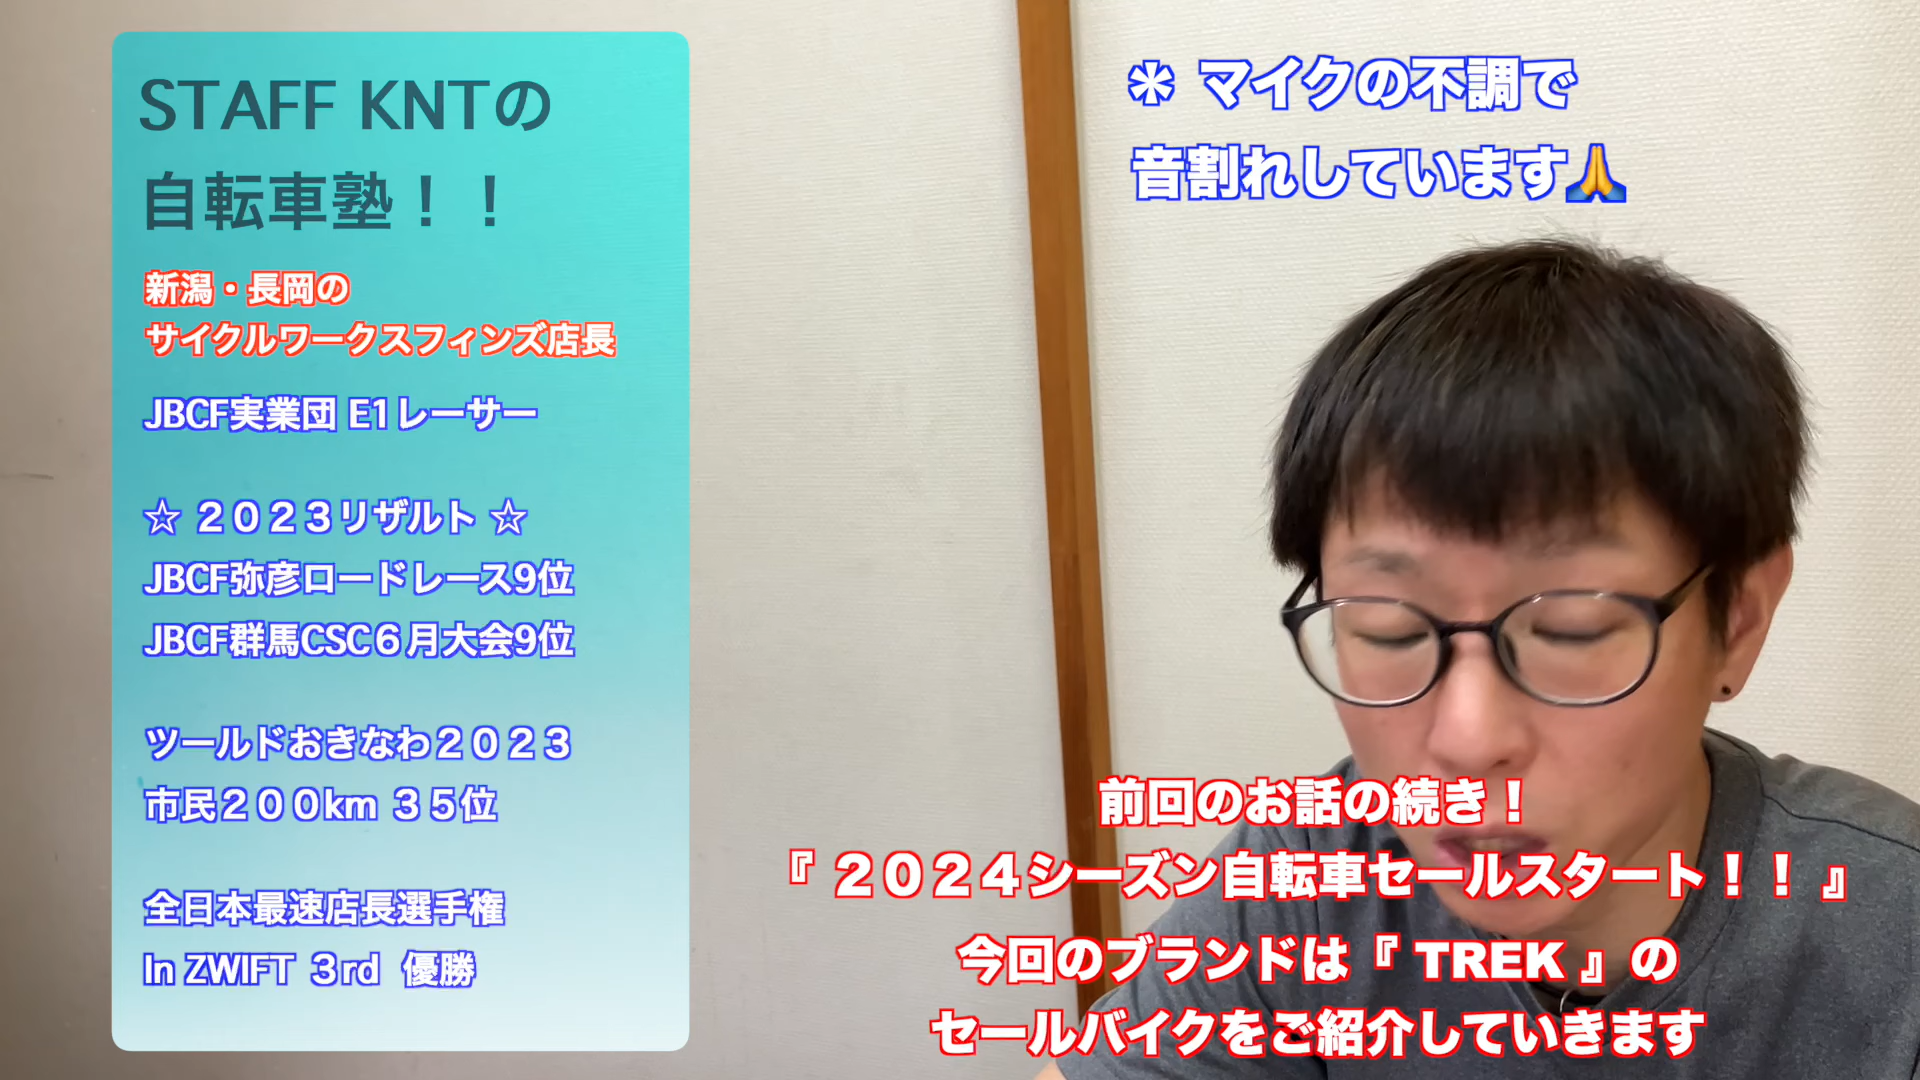 STAFF KNTの
自転車塾！！
新潟・長岡の
サイクルワークスフィンズ店長
JBCF実業団 E1レーサー
☆ ２０２３リザルト ☆
JBCF弥彦ロードレース9位
JBCF群馬CSC６月大会9位
ツールドおきなわ２０２３
市民２００km ３５位
全日本最速店長選手権
In ZWIFT ３rd 優勝
＊ マイクの不調で
音割れしています🙏
前回のお話の続き！
『 ２０２４シーズン自転車セールスタート！！ 』
今回のブランドは『 TREK 』の
セールバイクをご紹介していきます